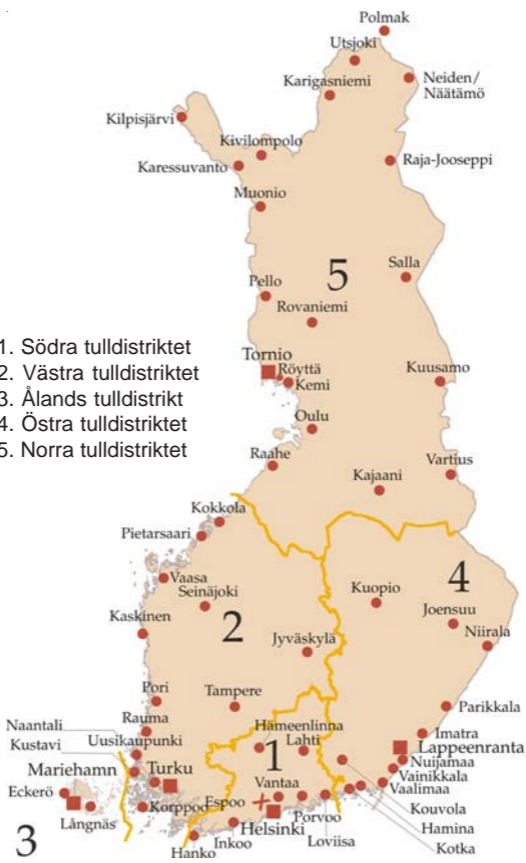 Polmak
Utsjoki
Karigasniemi
Neiden/
Näätämö
Kilpisjärvi
Kivilompolo
Karessuvanto
Raja-Jooseppi
Muonio
5
Salla
Pello
Rovaniemi
1. Södra tulldistriktet
2. Västra tulldistriktet
3. Ålands tulldistrikt
4. Östra tulldistriktet
5. Norra tulldistriktet
Tornio
Röyttä
Kemi
Kuusamo
Oulu
Raahe
Kajaani
Vartius
Kokkola
Pietarsaari
Vaasa
Seinäjoki
Kuopio
4
Joensuu
Kaskinen
2
Niirala
Jyväskylä
Pori
Tampere
Parikkala
Rauma
Naantali
Hämeenlinna
Imatra
Kustavi
Uusikaupunki
1
Lahti
Lappeenranta
Mariehamn
Turku
Vantaa
Nuijamaa
Vainikkala
Eckerö
Espoo
Vaalimaa
Korppoo
Porvoo
Kouvola
Långnäs
Helsinki
Hamina
3
Inkoo
Loviisa
Kotka
Hanko